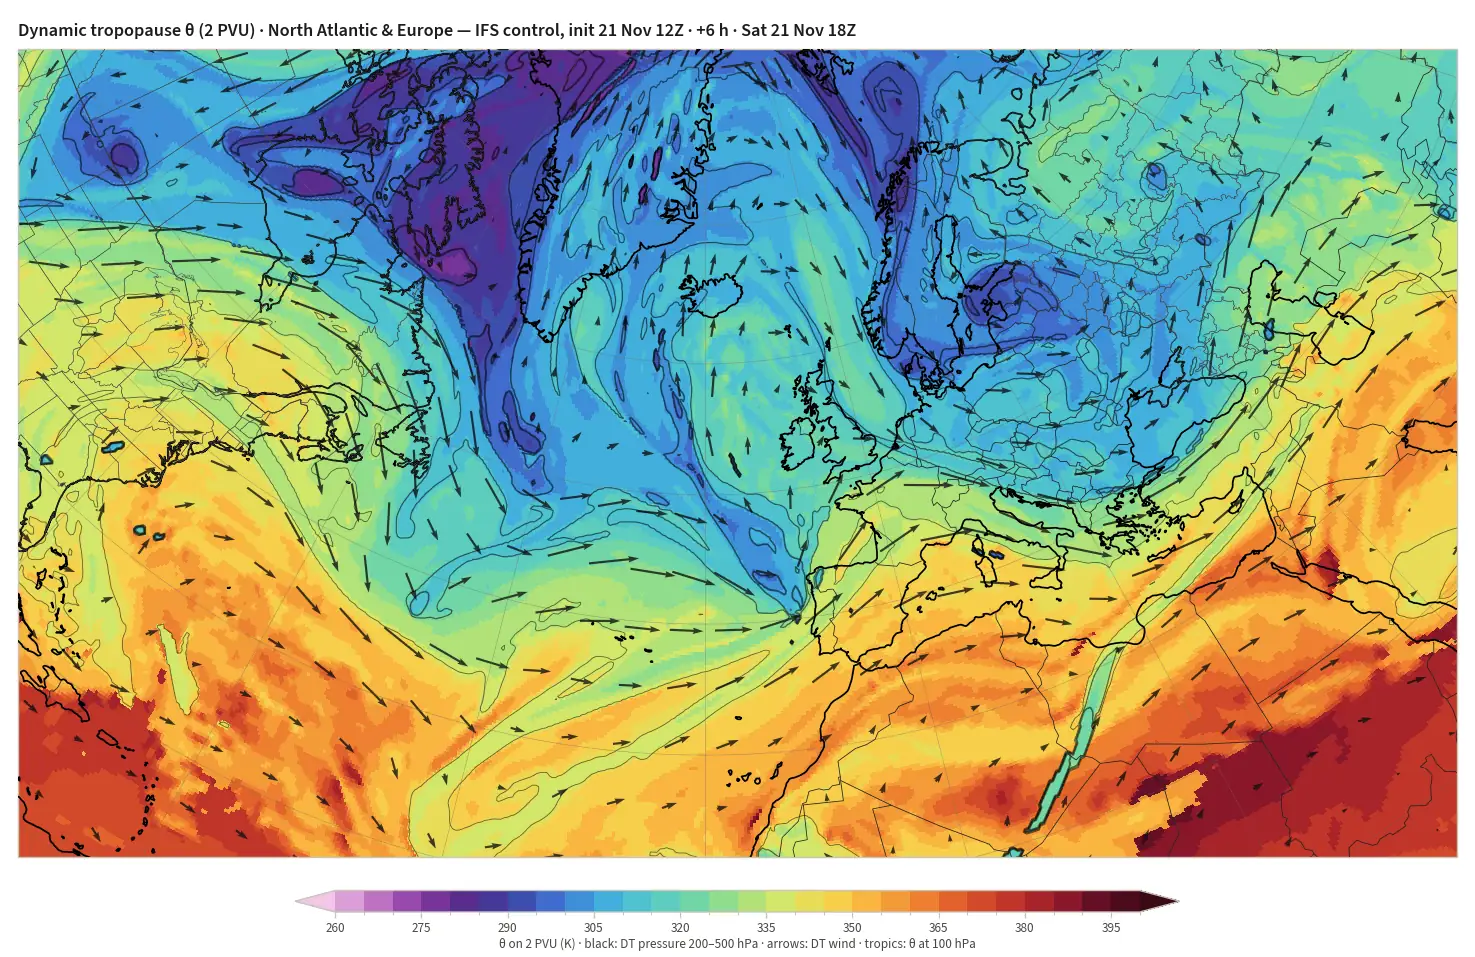 Dynamic tropopause θ (2 PVU) · North Atlantic & Europe — IFS control, init 21 Nov 12Z · +6 h · Sat 21 Nov 18Z
260 275 290 305 320 335 350 365 380 395
θ on 2 PVU (K) · black: DT pressure 200–500 hPa · arrows: DT wind · tropics: θ at 100 hPa